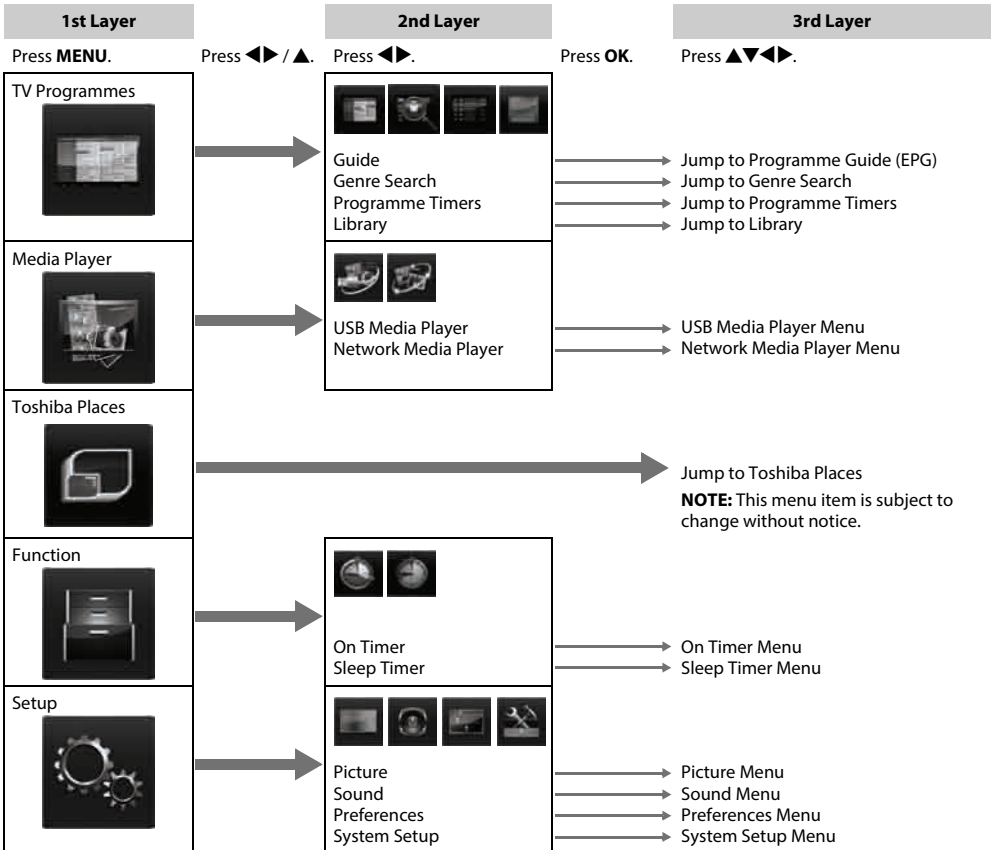 1st Layer 2nd Layer 3rd Layer
Press MENU. Press ◀▶ / ▲. Press ◀▶. Press OK. Press ▲▼◀▶.
TV Programmes
Guide Jump to Programme Guide (EPG)
Genre Search Jump to Genre Search
Programme Timers Jump to Programme Timers
Library Jump to Library
Media Player
USB Media Player USB Media Player Menu
Network Media Player Network Media Player Menu
Toshiba Places
Jump to Toshiba Places
NOTE: This menu item is subject to
change without notice.
Function
On Timer On Timer Menu
Sleep Timer Sleep Timer Menu
Setup
Picture Picture Menu
Sound Sound Menu
Preferences Preferences Menu
System Setup System Setup Menu